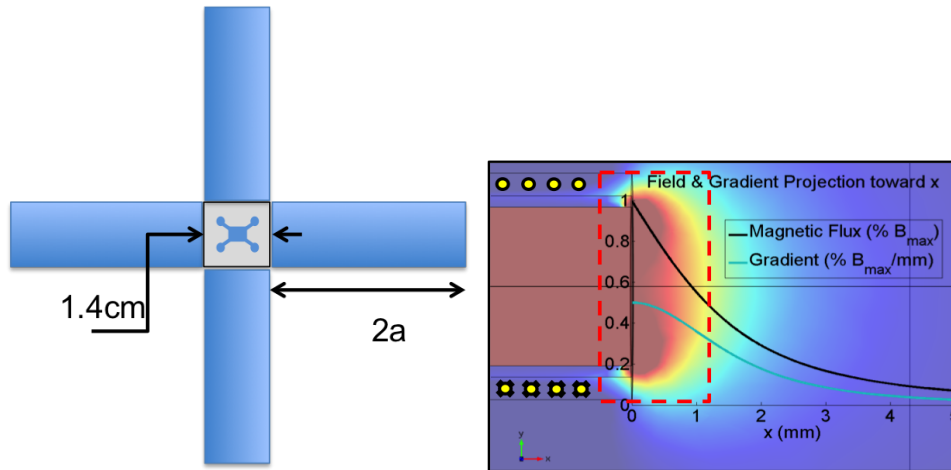 1.4cm
2a
Field & Gradient Projection toward x
Magnetic Flux (% Bmax)
Gradient (% Bmax/mm)
1
0.8
0.6
0.4
0.2
0
0 1 2 3 4
x (mm)
y
x